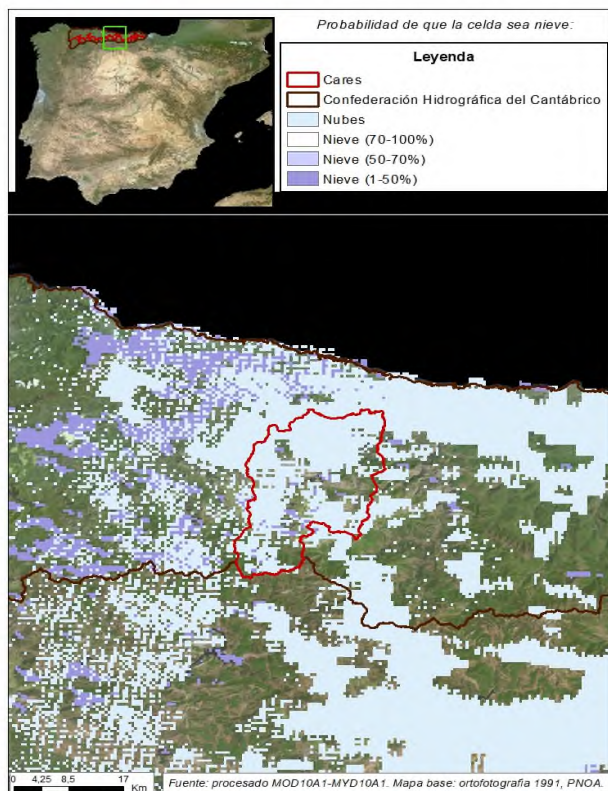 Probabilidad de que la celda sea nieve:
Leyenda
Cares
Confederación Hidrográfica del Cantábrico
Nubes
Nieve (70-100%)
Nieve (50-70%)
Nieve (1-50%)
0 4,25 8,5 17
Km
Fuente: procesado MOD10A1-MYD10A1. Mapa base: ortofotografía 1991, PNOA.